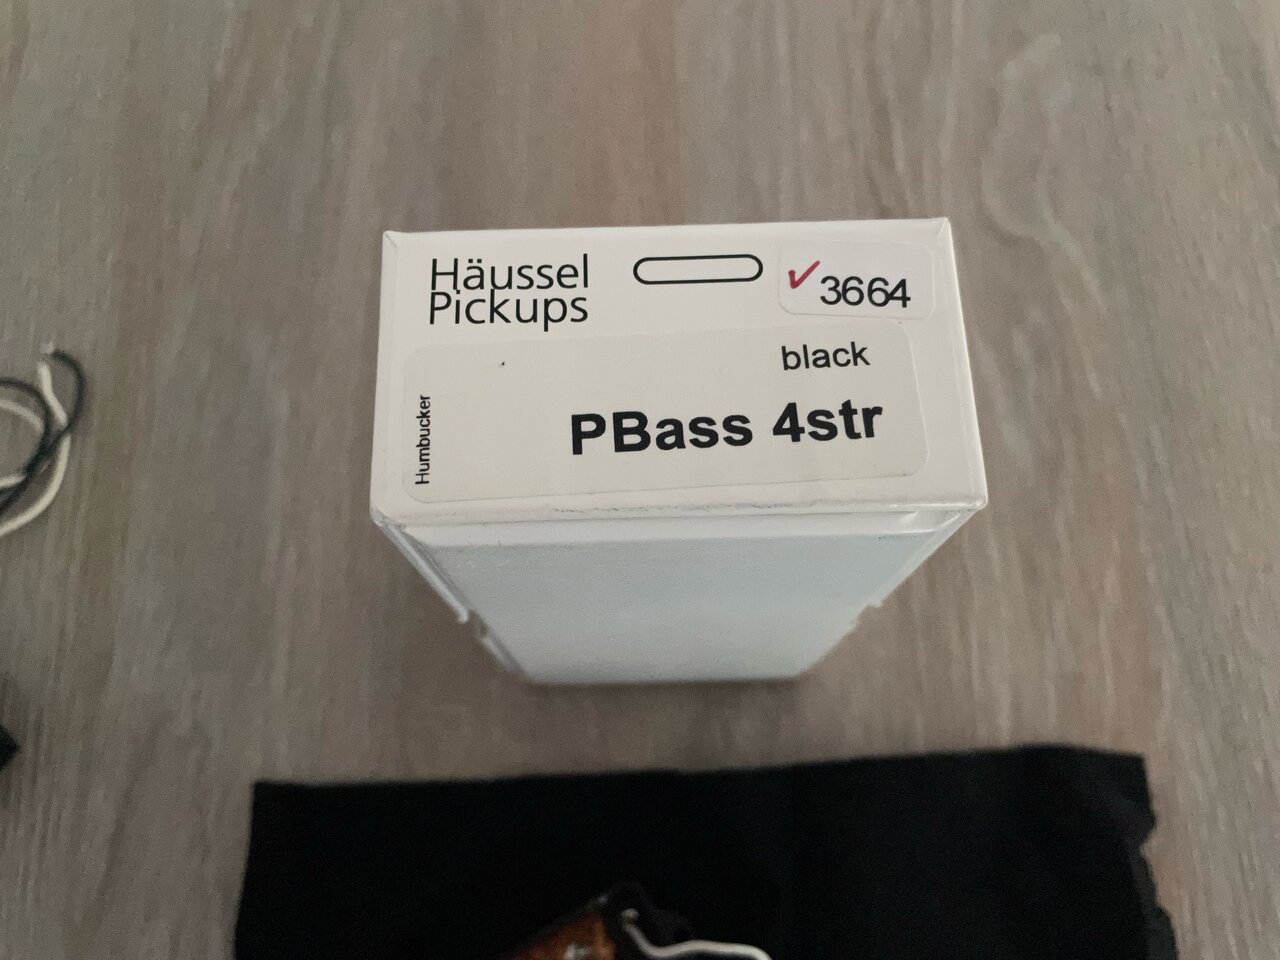 Häussel
Pickups
3664
black
Humbucker
PBass 4str